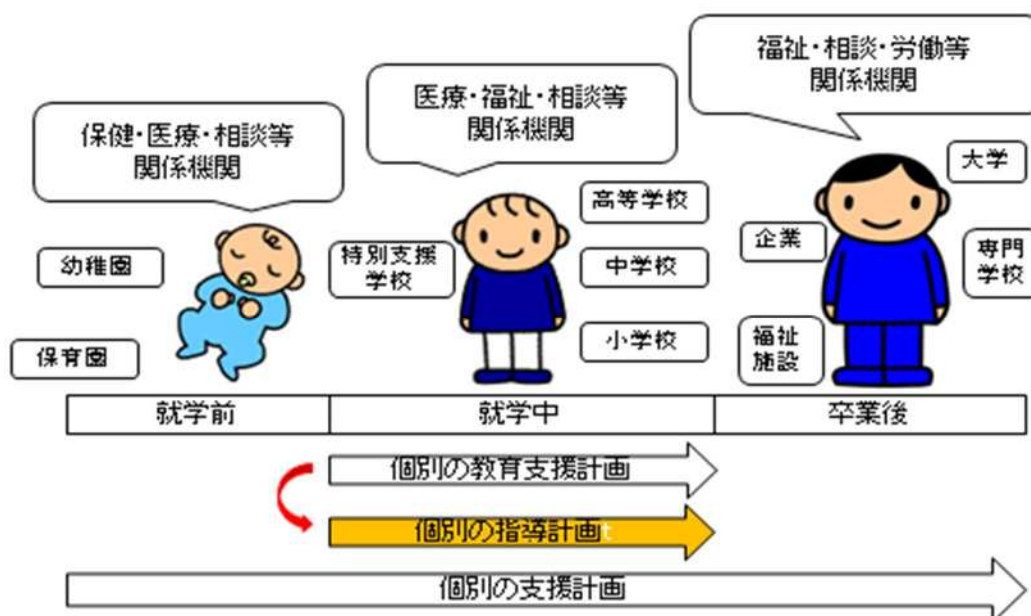 福祉・相談・労働等
関係機関
医療・福祉・相談等
関係機関
保健・医療・相談等
関係機関
大学
高等学校
企業
専門
学校
幼稚園
特別支援
学校
中学校
保育園
小学校
福祉
施設
就学前
就学中
卒業後
個別の教育支援計画
個別の指導計画t
個別の支援計画